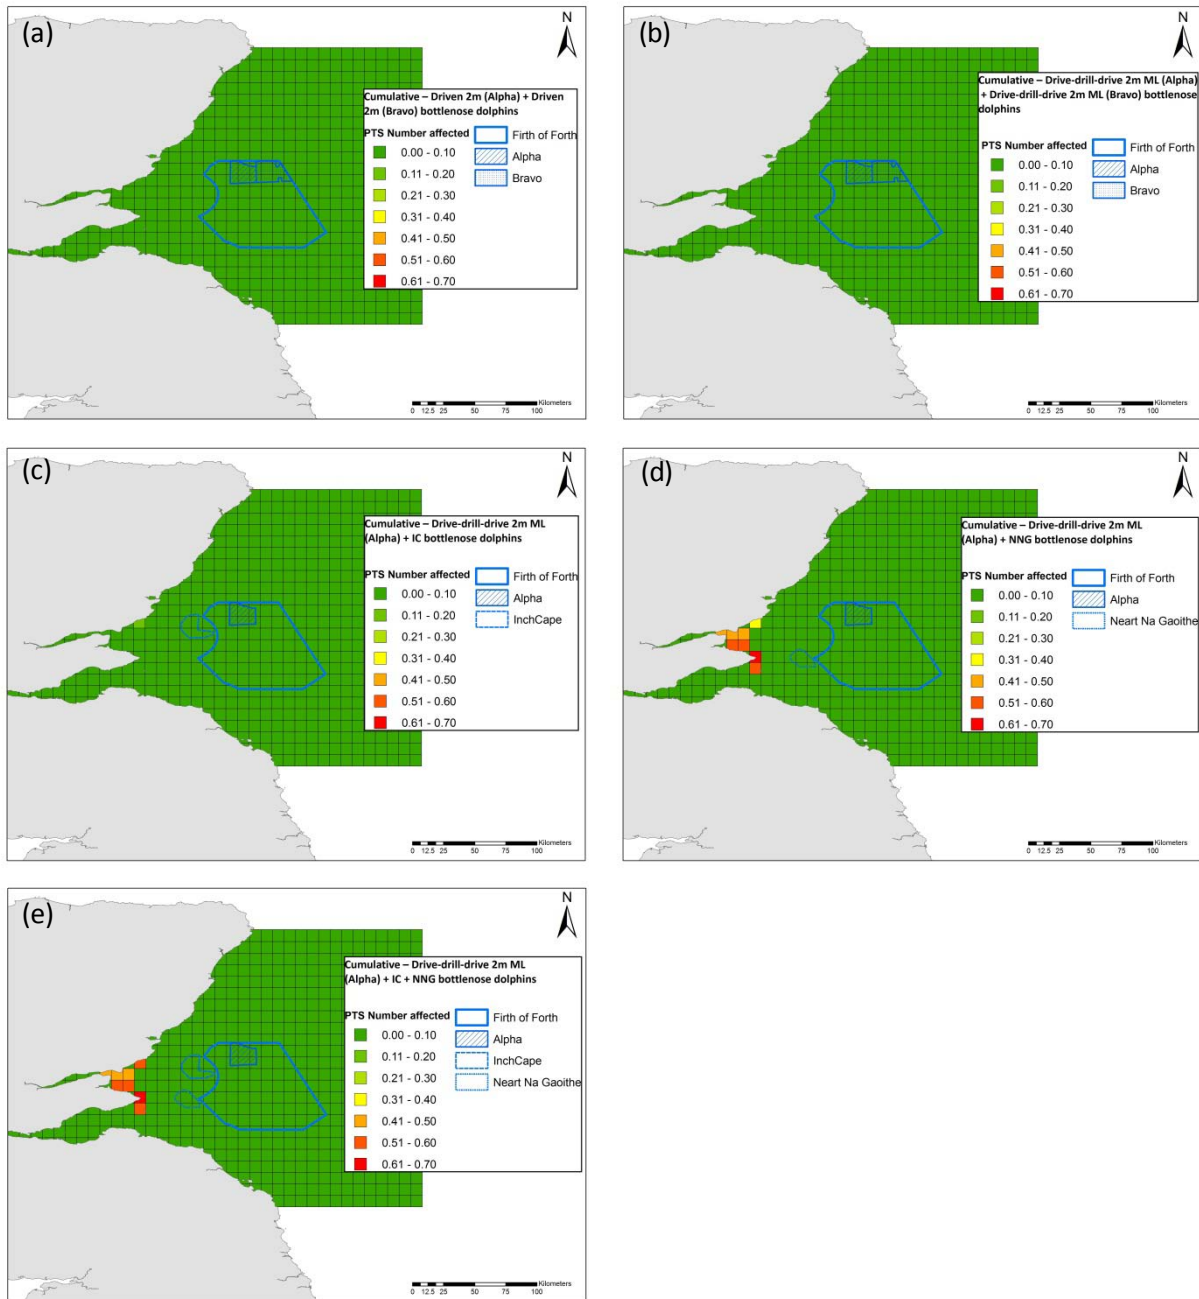 (a)
N
Cumulative – Driven 2m (Alpha) + Driven
2m (Bravo) bottlenose dolphins
PTS Number affected
0.00 - 0.10
0.11 - 0.20
0.21 - 0.30
0.31 - 0.40
0.41 - 0.50
0.51 - 0.60
0.61 - 0.70
Firth of Forth
Alpha
Bravo
Kilometers
0 12.5 25 50 75 100
(b)
N
Cumulative – Drive-drill-drive 2m ML (Alpha)
+ Drive-drill-drive 2m ML (Bravo) bottlenose
dolphins
PTS Number affected
0.00 - 0.10
0.11 - 0.20
0.21 - 0.30
0.31 - 0.40
0.41 - 0.50
0.51 - 0.60
0.61 - 0.70
Firth of Forth
Alpha
Bravo
Kilometers
0 12.5 25 50 75 100
(c)
N
Cumulative – Drive-drill-drive 2m ML
(Alpha) + IC bottlenose dolphins
PTS Number affected
0.00 - 0.10
0.11 - 0.20
0.21 - 0.30
0.31 - 0.40
0.41 - 0.50
0.51 - 0.60
0.61 - 0.70
Firth of Forth
Alpha
InchCape
Kilometers
0 12.5 25 50 75 100
(d)
N
Cumulative – Drive-drill-drive 2m ML
(Alpha) + NNG bottlenose dolphins
PTS Number affected
0.00 - 0.10
0.11 - 0.20
0.21 - 0.30
0.31 - 0.40
0.41 - 0.50
0.51 - 0.60
0.61 - 0.70
Firth of Forth
Alpha
Neart Na Gaoithe
Kilometers
0 12.5 25 50 75 100
(e)
N
Cumulative – Drive-drill-drive 2m ML
(Alpha) + IC + NNG bottlenose dolphins
PTS Number affected
0.00 - 0.10
0.11 - 0.20
0.21 - 0.30
0.31 - 0.40
0.41 - 0.50
0.51 - 0.60
0.61 - 0.70
Firth of Forth
Alpha
InchCape
Neart Na Gaoithe
Kilometers
0 12.5 25 50 75 100